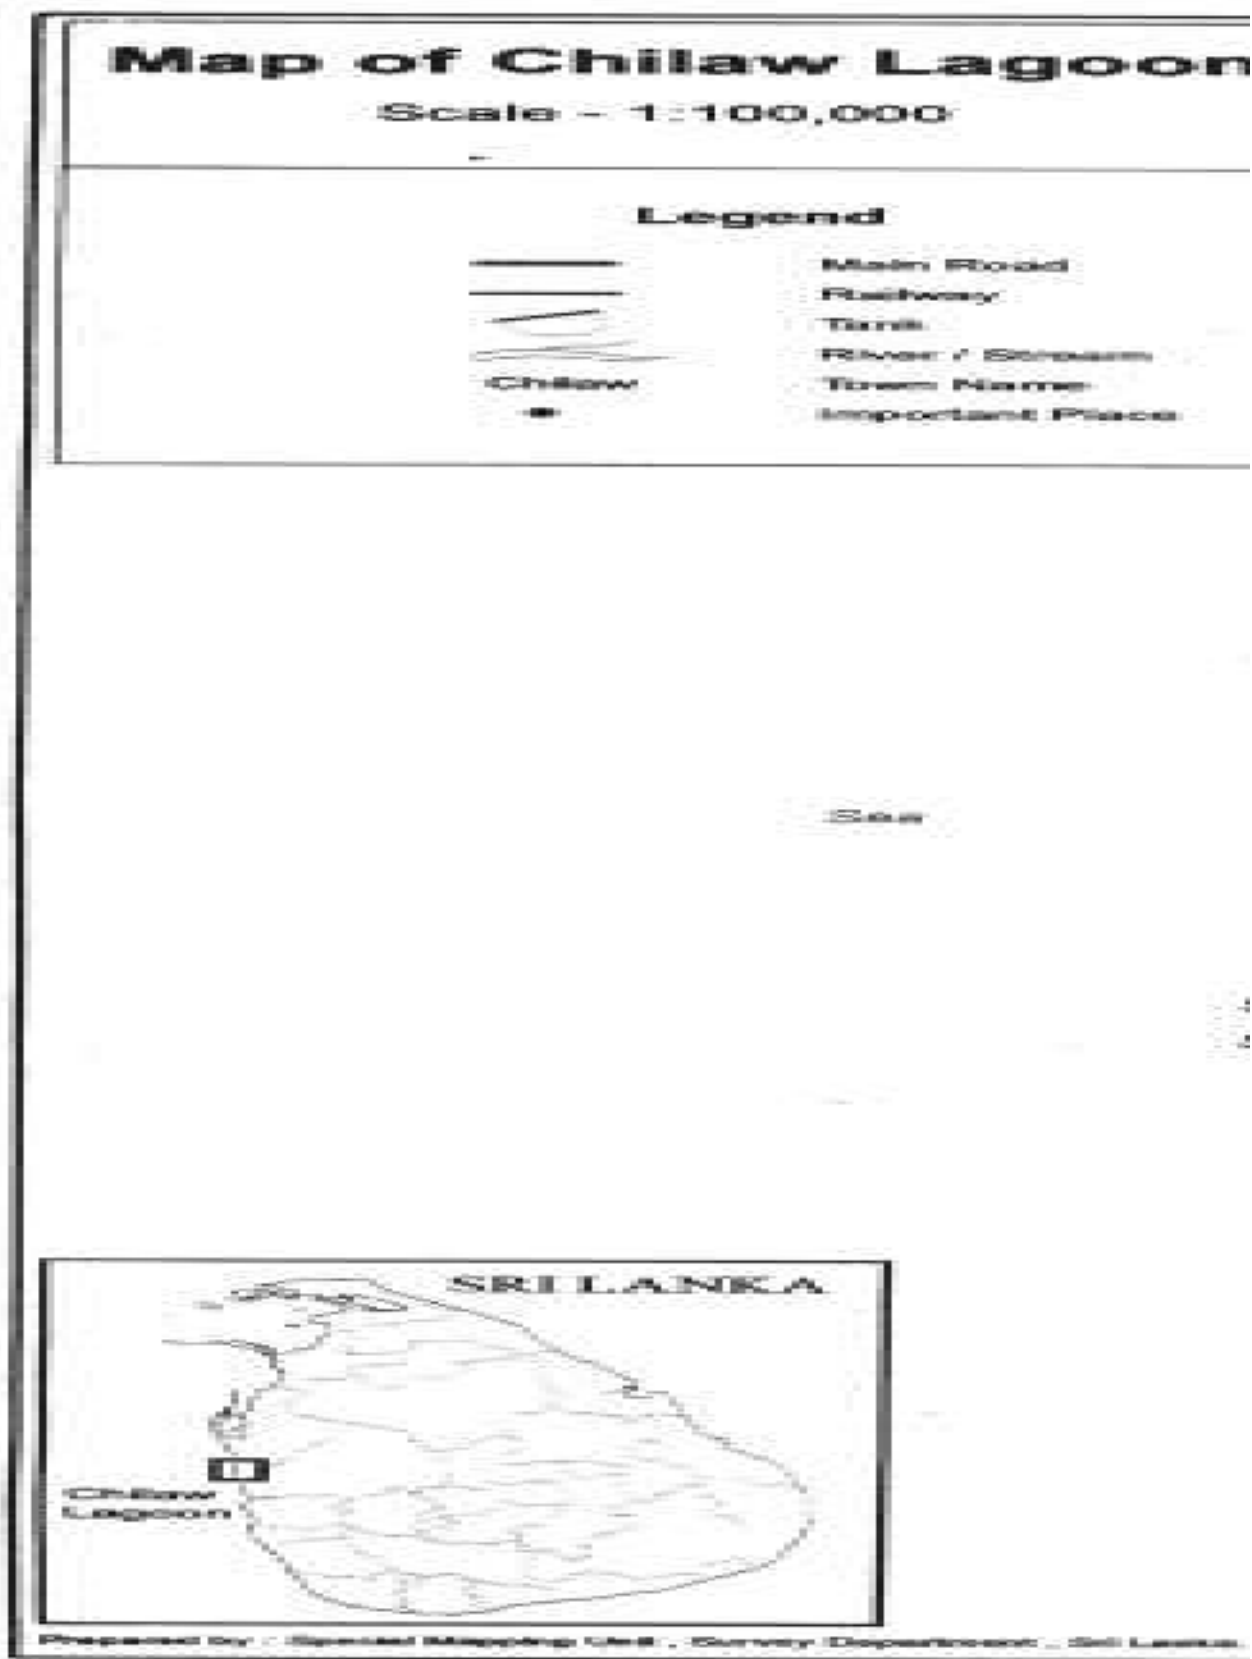 Map of Chilaw Lagoon
Scale - 1:100,000
Legend
Main Road
Railway
Tank
River / Stream
Chilaw Town Name
Important Place
Sea
SRI LANKA
Chilaw
Lagoon
Prepared by : Special Mapping Unit , Survey Department , Sri Lanka